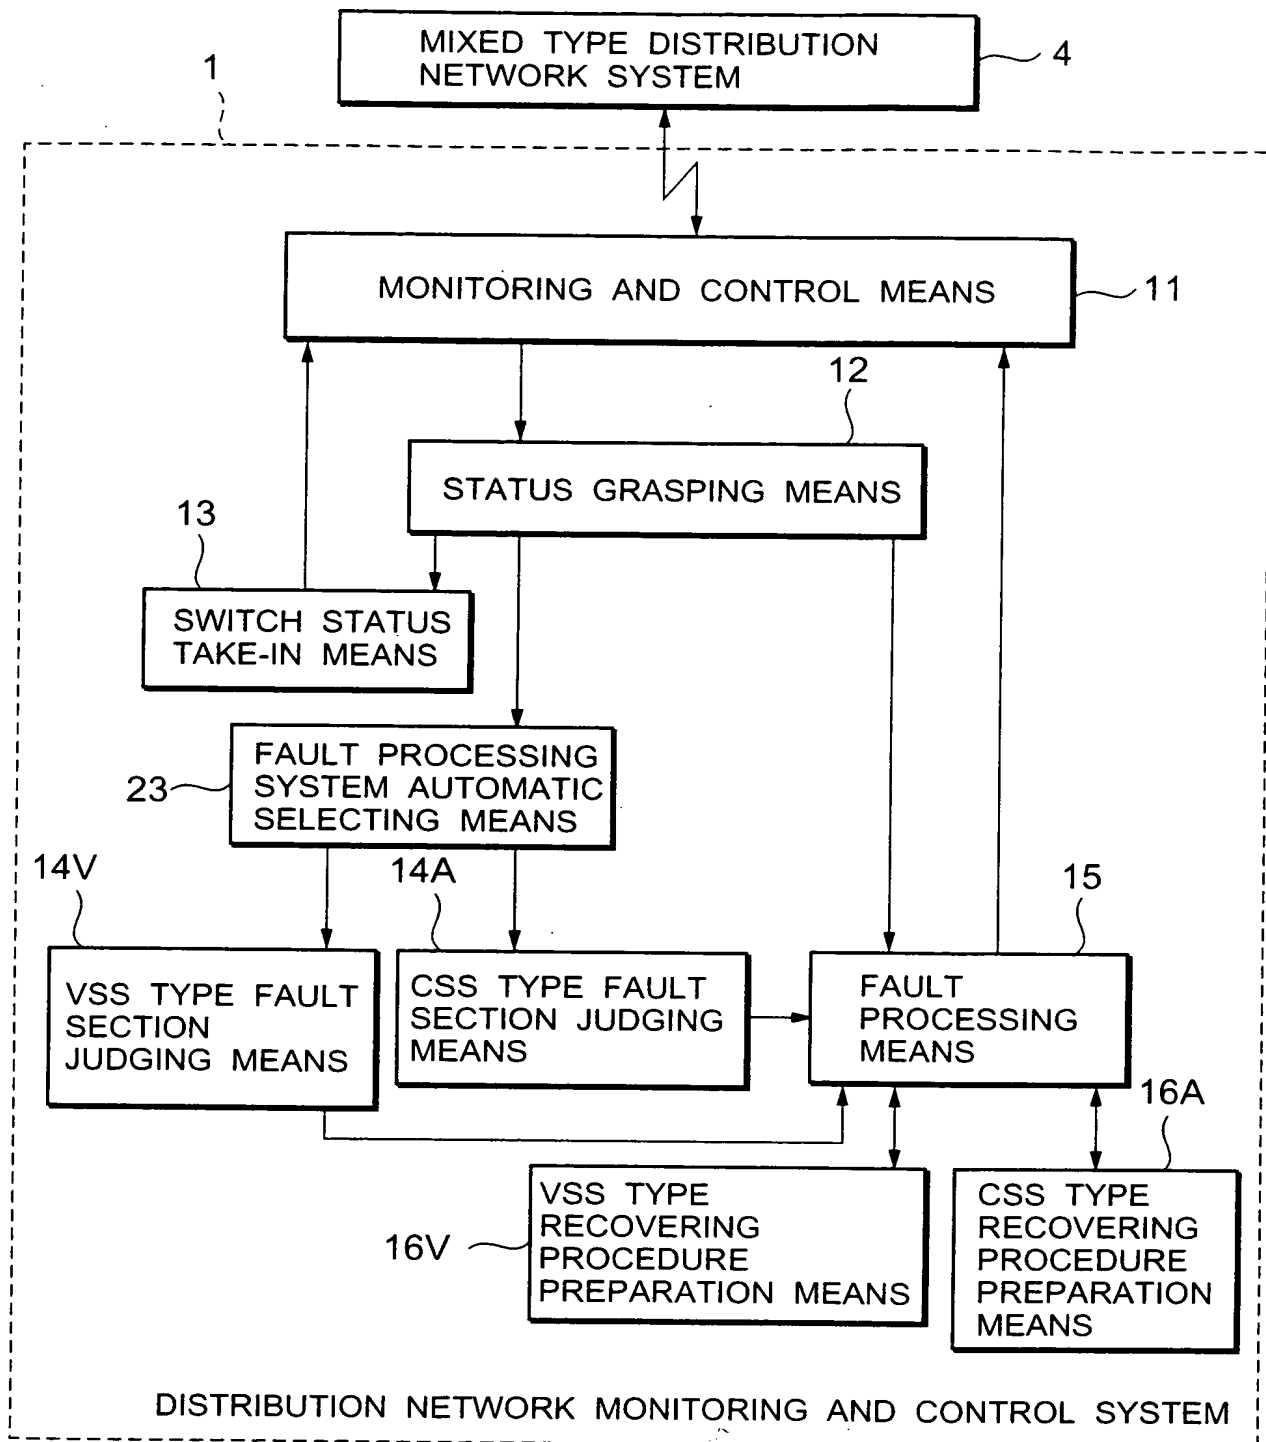 MIXED TYPE DISTRIBUTION
NETWORK SYSTEM
4
1
MONITORING AND CONTROL MEANS
11
12
STATUS GRASPING MEANS
13
SWITCH STATUS
TAKE-IN MEANS
FAULT PROCESSING
SYSTEM AUTOMATIC
SELECTING MEANS
23
14V
14A
15
VSS TYPE FAULT
SECTION
JUDGING MEANS
CSS TYPE FAULT
SECTION JUDGING
MEANS
FAULT
PROCESSING
MEANS
16A
VSS TYPE
RECOVERING
PROCEDURE
PREPARATION MEANS
16V
CSS TYPE
RECOVERING
PROCEDURE
PREPARATION
MEANS
DISTRIBUTION NETWORK MONITORING AND CONTROL SYSTEM